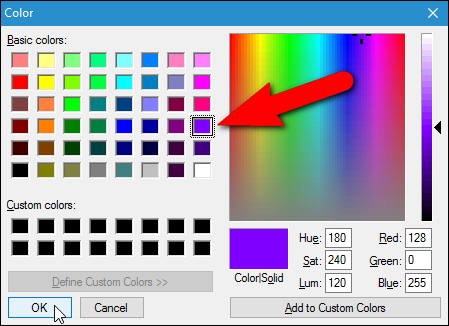 Color
Basic colors:
Custom colors:
Define Custom Colors >>
OK
Cancel
Color|Solid
Hue: 180
Sat: 240
Lum: 120
Red: 128
Green: 0
Blue: 255
Add to Custom Colors